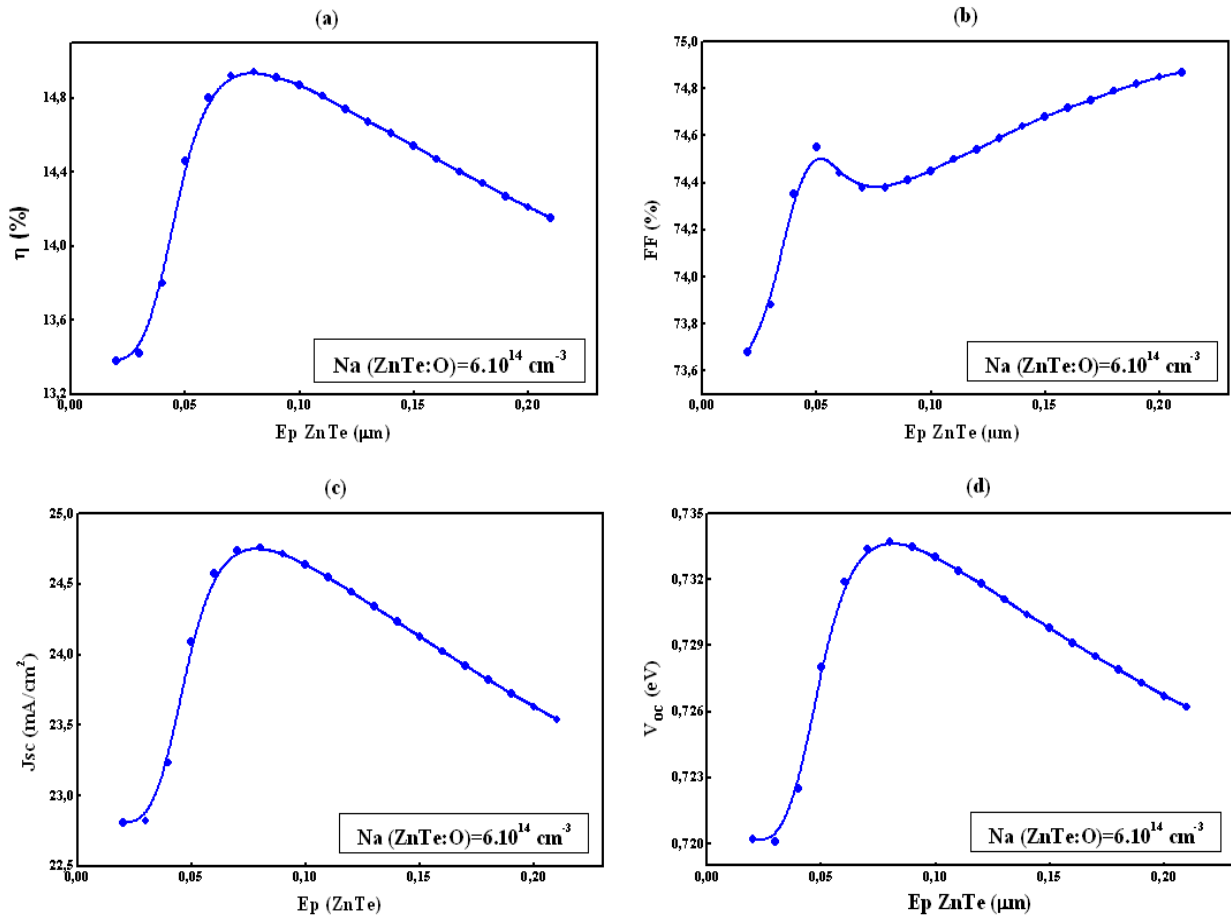 (a)
14,8
14,4
14,0
13,6
13,2
0,00 0,05 0,10 0,15 0,20
η (%)
Ep ZnTe (μm)
Na (ZnTe:O)=6.10¹⁴ cm⁻³
(b)
75,0
74,8
74,6
74,4
74,2
74,0
73,8
73,6
0,00 0,05 0,10 0,15 0,20
FF (%)
Ep ZnTe (μm)
Na (ZnTe:O)=6.10¹⁴ cm⁻³
(c)
25,0
24,5
24,0
23,5
23,0
22,5
0,00 0,05 0,10 0,15 0,20
Jsc (mA/cm²)
Ep (ZnTe)
Na (ZnTe:O)=6.10¹⁴ cm⁻³
(d)
0,735
0,732
0,729
0,726
0,723
0,720
0,00 0,05 0,10 0,15 0,20
V_oc (eV)
Ep ZnTe (μm)
Na (ZnTe:O)=6.10¹⁴ cm⁻³